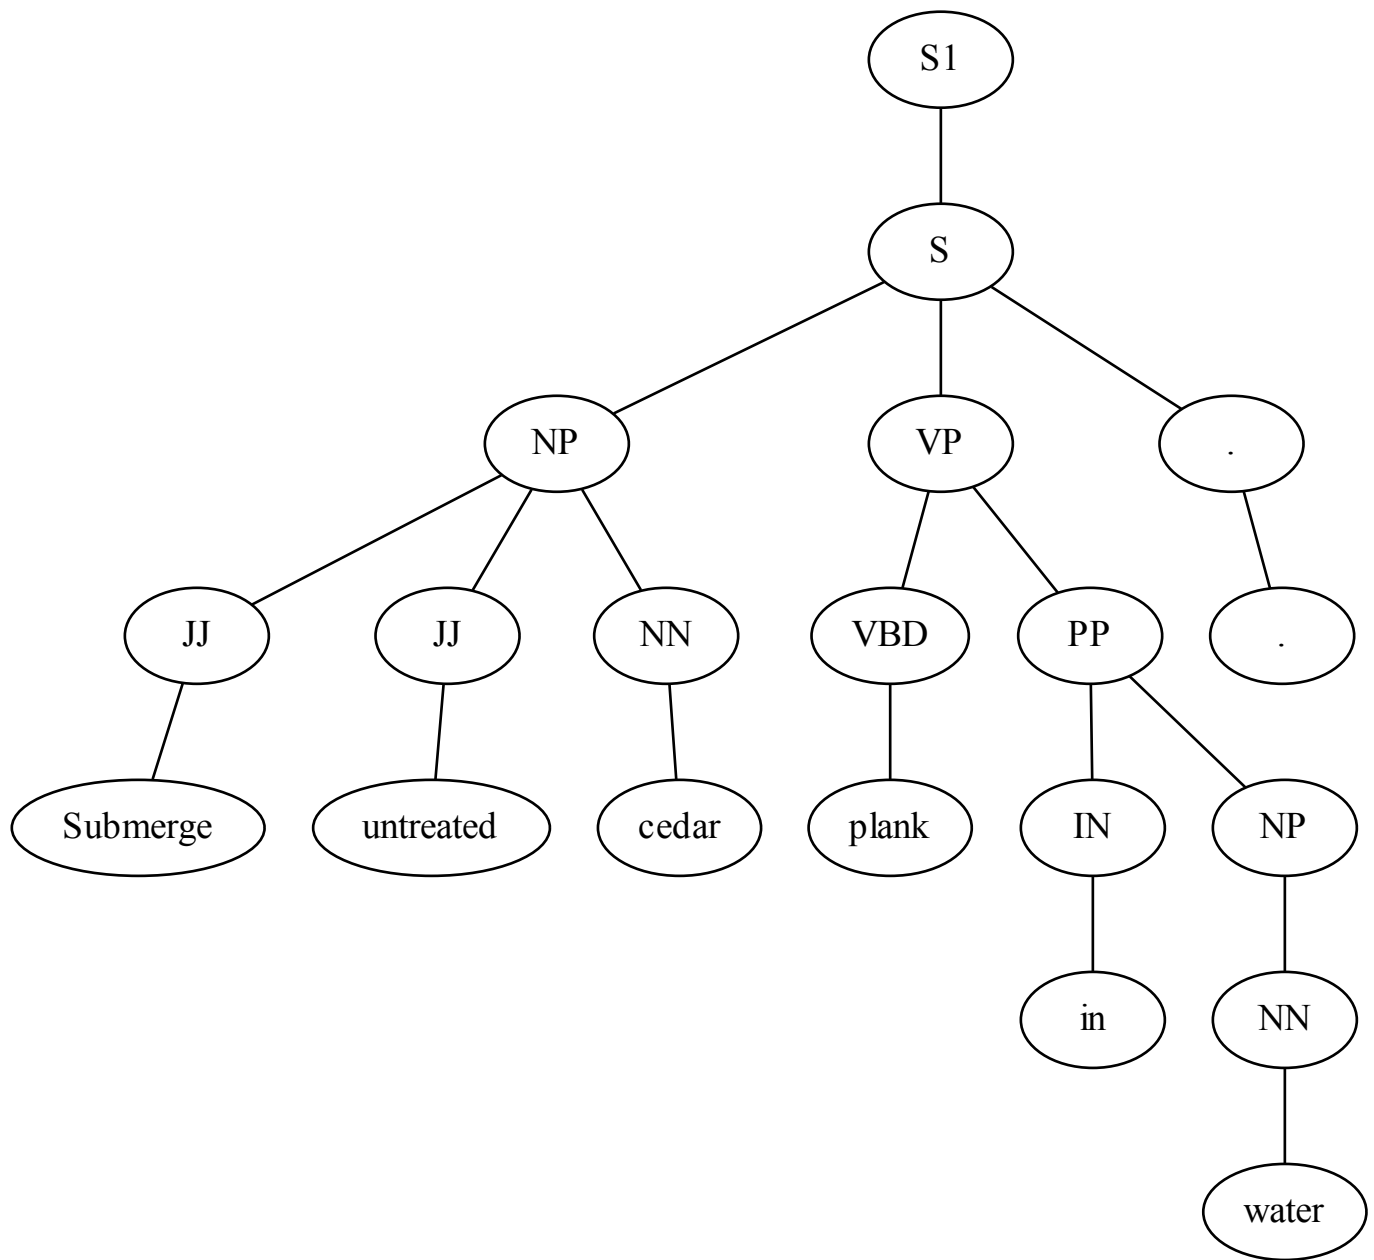 S1
S
NP VP .
JJ JJ NN VBD PP .
Submerge untreated cedar plank IN NP
in NN
water